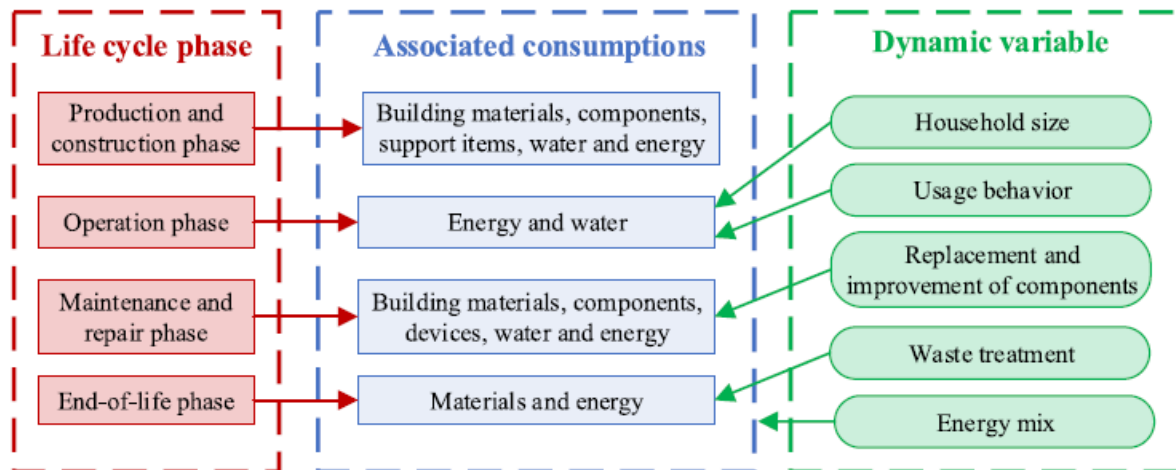 Life cycle phase
Production and
construction phase
Operation phase
Maintenance and
repair phase
End-of-life phase
Associated consumptions
Building materials, components,
support items, water and energy
Energy and water
Building materials, components,
devices, water and energy
Materials and energy
Dynamic variable
Household size
Usage behavior
Replacement and
improvement of components
Waste treatment
Energy mix